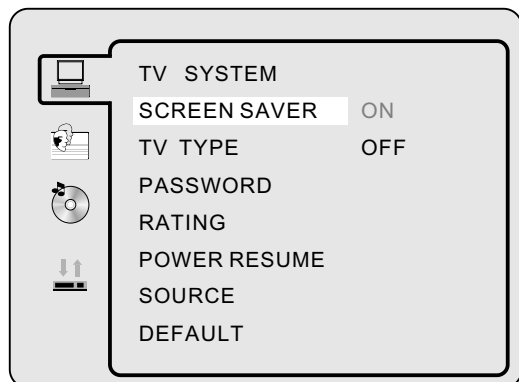 TV SYSTEM
SCREEN SAVER ON
TV TYPE OFF
PASSWORD
RATING
POWER RESUME
SOURCE
DEFAULT